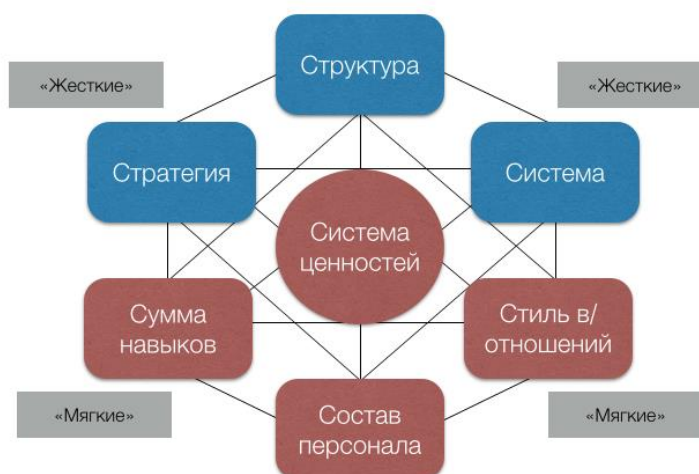 Структура
«Жесткие»
«Жесткие»
Стратегия
Система
Система
ценностей
Сумма
навыков
Стиль в/
отношений
«Мягкие»
«Мягкие»
Состав
персонала